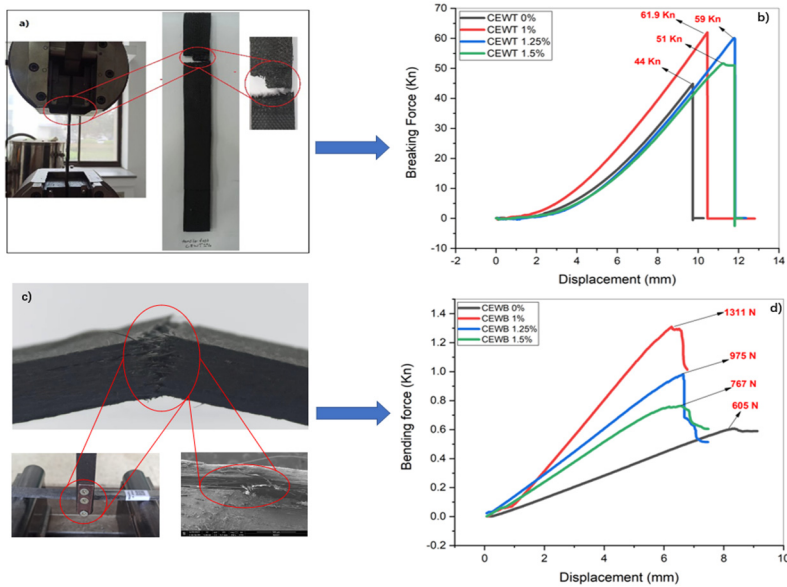 a)
b)
CEWT 0%
CEWT 1%
CEWT 1.25%
CEWT 1.5%
61.9 Kn
59 Kn
51 Kn
44 Kn
Breaking Force (Kn)
70
60
50
40
30
20
10
0
-10
-2 0 2 4 6 8 10 12 14
Displacement (mm)
c)
d)
CEWB 0%
CEWB 1%
CEWB 1.25%
CEWB 1.5%
1311 N
975 N
767 N
605 N
Bending force (Kn)
1.4
1.2
1.0
0.8
0.6
0.4
0.2
0.0
-0.2
0 2 4 6 8 10
Displacement (mm)